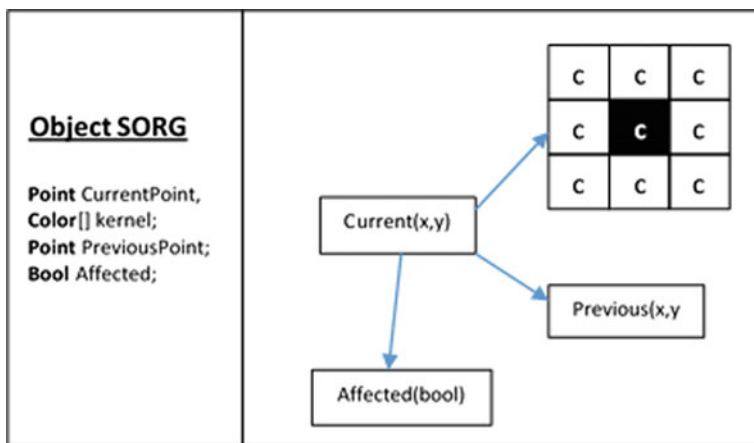 Object SORG
Point CurrentPoint,
Color[] kernel;
Point PreviousPoint;
Bool Affected;
C C C
C C C
C C C
Current(x,y)
Previous(x,y
Affected(bool)